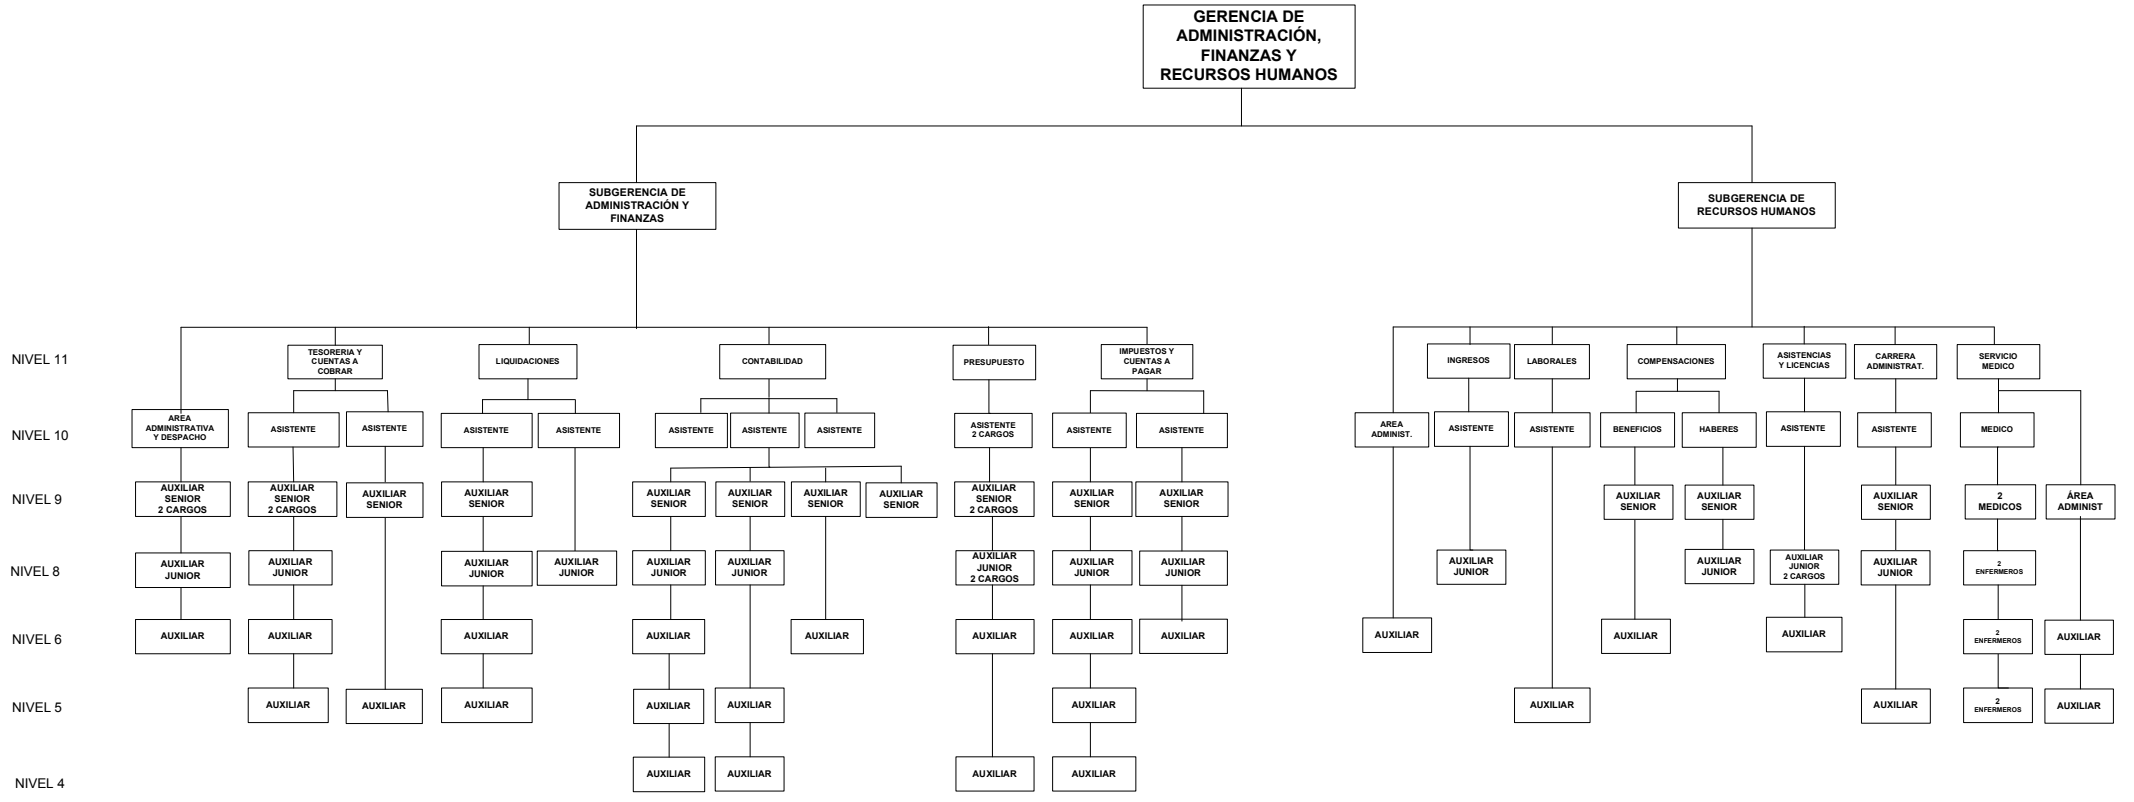 GERENCIA DE
ADMINISTRACIÓN,
FINANZAS Y
RECURSOS HUMANOS
SUBGERENCIA DE
ADMINISTRACIÓN Y
FINANZAS
SUBGERENCIA DE
RECURSOS HUMANOS
NIVEL 11
TESORERIA Y
CUENTAS A
COBRAR
LIQUIDACIONES
CONTABILIDAD
PRESUPUESTO
IMPUESTOS Y
CUENTAS A
PAGAR
INGRESOS
LABORALES
COMPENSACIONES
ASISTENCIAS
Y LICENCIAS
CARRERA
ADMINISTRAT.
SERVICIO
MEDICO
NIVEL 10
AREA
ADMINISTRATIVA
Y DESPACHO
ASISTENTE
ASISTENTE
ASISTENTE
ASISTENTE
ASISTENTE
ASISTENTE
ASISTENTE
ASISTENTE
2 CARGOS
ASISTENTE
ASISTENTE
AREA
ADMINIST.
ASISTENTE
ASISTENTE
BENEFICIOS
HABERES
ASISTENTE
ASISTENTE
MEDICO
NIVEL 9
AUXILIAR
SENIOR
2 CARGOS
AUXILIAR
SENIOR
2 CARGOS
AUXILIAR
SENIOR
AUXILIAR
SENIOR
AUXILIAR
SENIOR
AUXILIAR
SENIOR
AUXILIAR
SENIOR
AUXILIAR
SENIOR
AUXILIAR
SENIOR
2 CARGOS
AUXILIAR
SENIOR
AUXILIAR
SENIOR
AUXILIAR
SENIOR
AUXILIAR
SENIOR
AUXILIAR
SENIOR
2
MEDICOS
ÁREA
ADMINIST
NIVEL 8
AUXILIAR
JUNIOR
AUXILIAR
JUNIOR
AUXILIAR
JUNIOR
AUXILIAR
JUNIOR
AUXILIAR
JUNIOR
AUXILIAR
JUNIOR
AUXILIAR
JUNIOR
2 CARGOS
AUXILIAR
JUNIOR
AUXILIAR
JUNIOR
AUXILIAR
JUNIOR
AUXILIAR
JUNIOR
AUXILIAR
JUNIOR
2 CARGOS
AUXILIAR
JUNIOR
2
ENFERMEROS
NIVEL 6
AUXILIAR
AUXILIAR
AUXILIAR
AUXILIAR
AUXILIAR
AUXILIAR
AUXILIAR
AUXILIAR
AUXILIAR
AUXILIAR
AUXILIAR
2
ENFERMEROS
AUXILIAR
NIVEL 5
AUXILIAR
AUXILIAR
AUXILIAR
AUXILIAR
AUXILIAR
AUXILIAR
AUXILIAR
AUXILIAR
2
ENFERMEROS
AUXILIAR
NIVEL 4
AUXILIAR
AUXILIAR
AUXILIAR
AUXILIAR